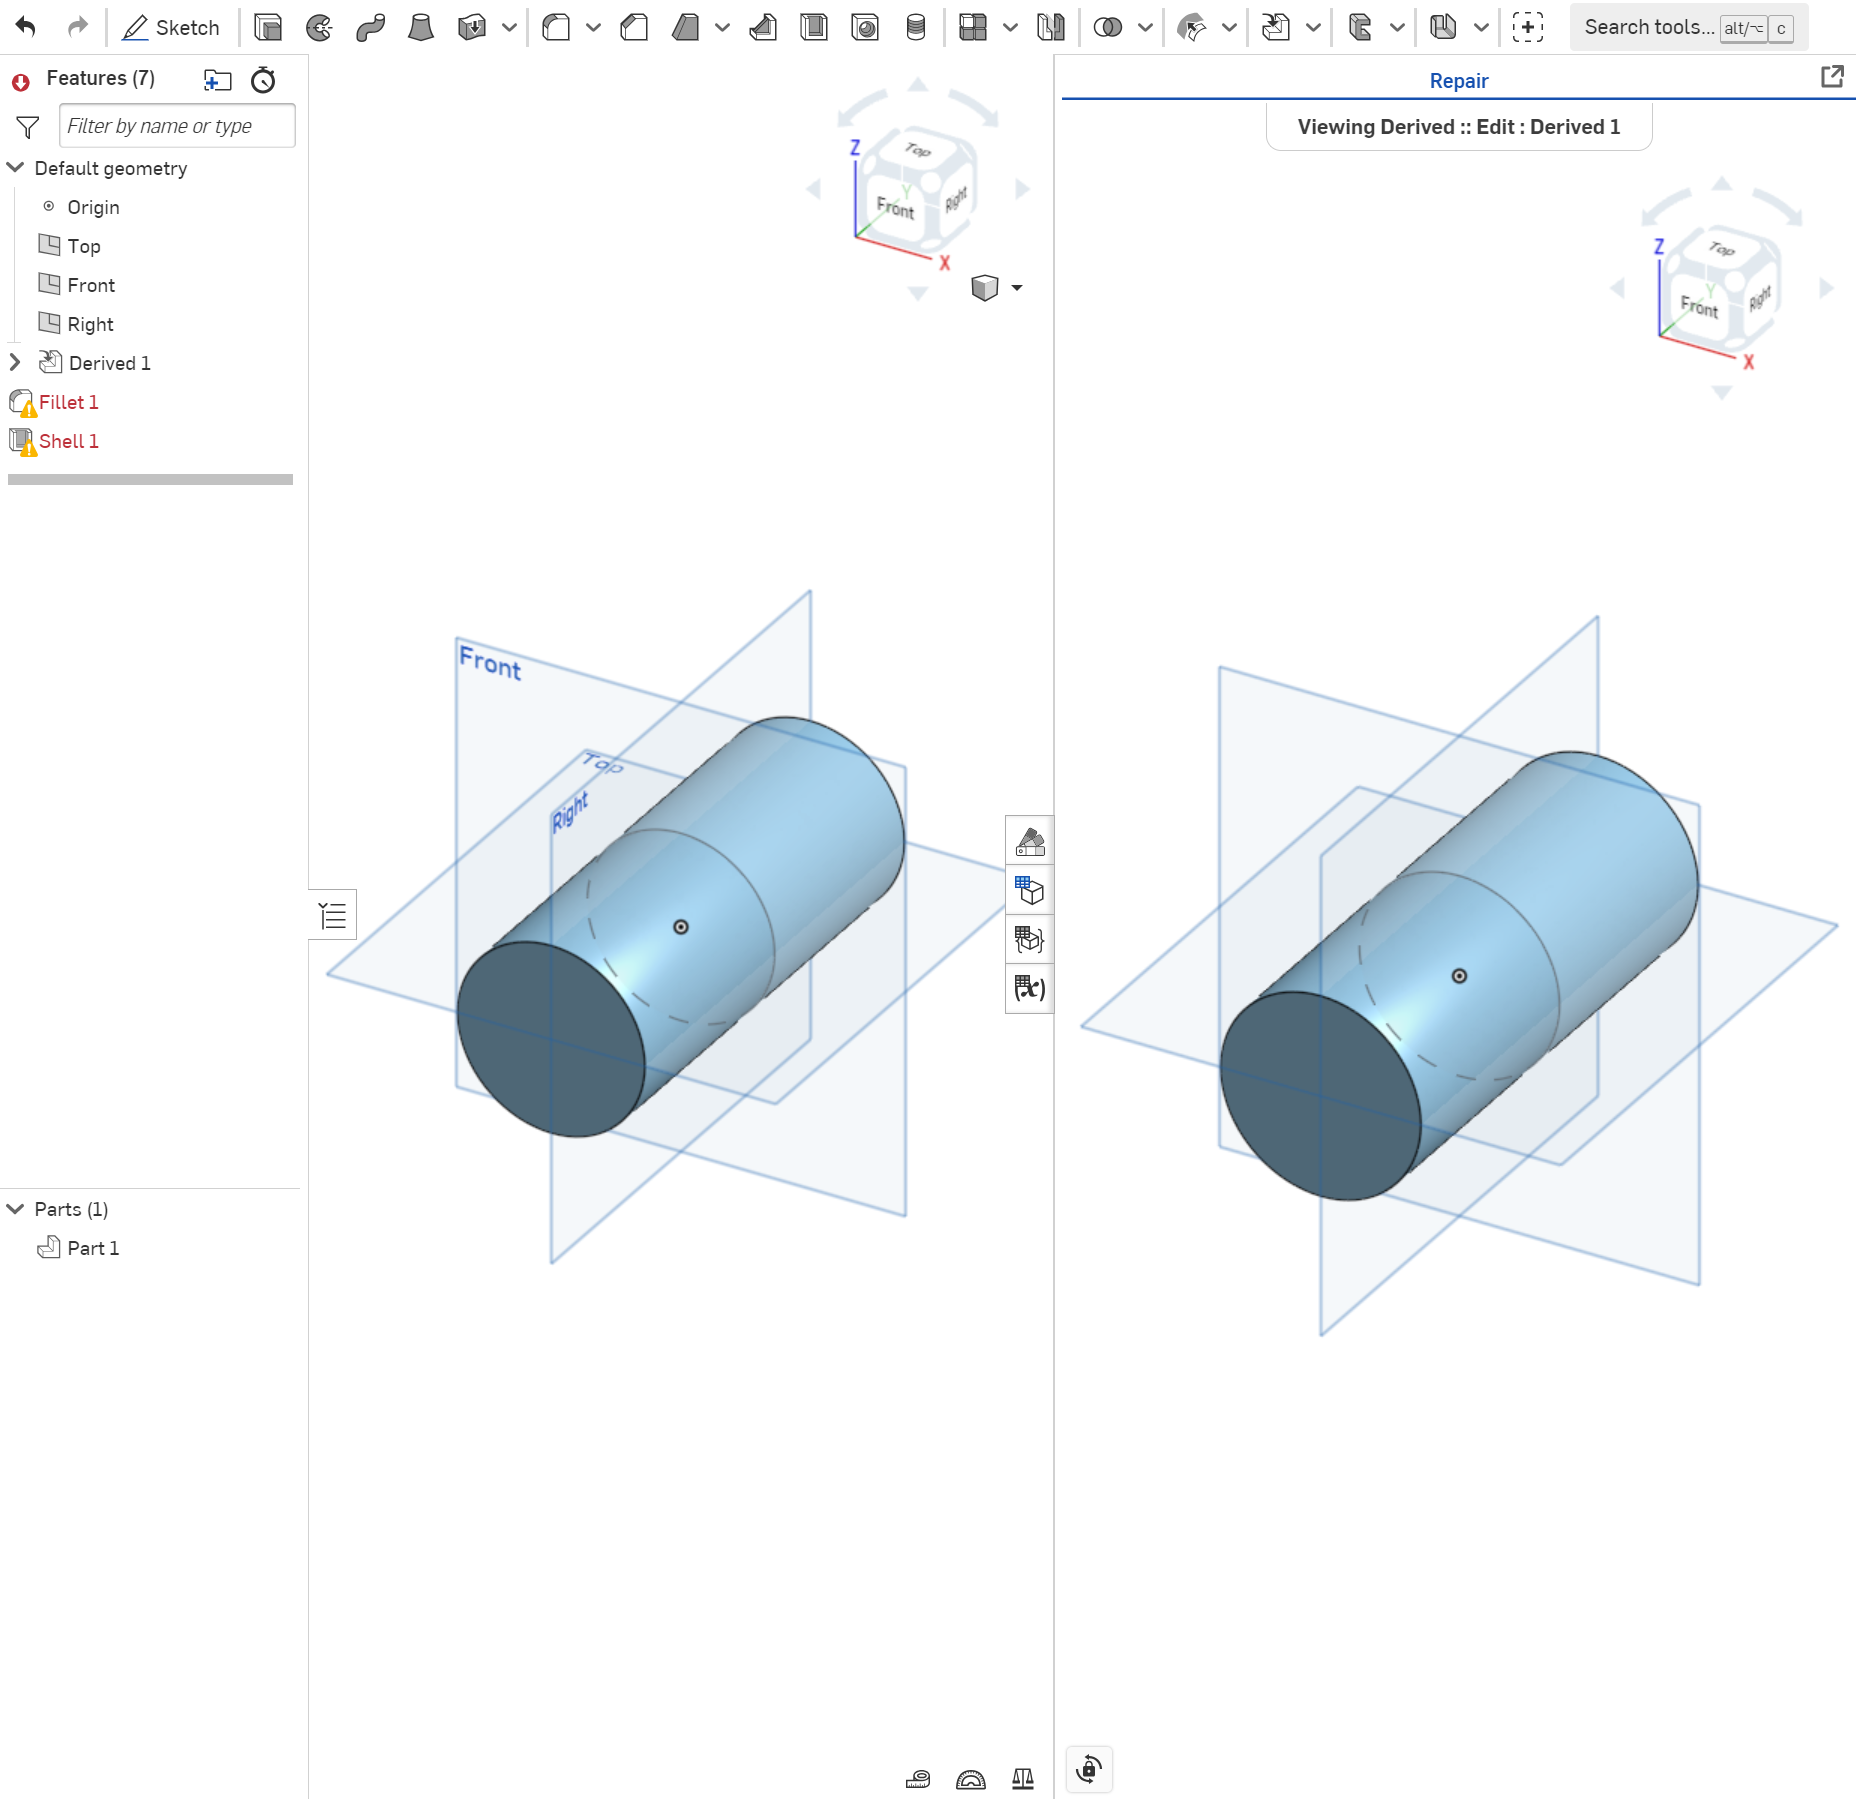 Sketch
Search tools... alt/⌥ c
Features (7)
Filter by name or type
Default geometry
Origin
Top
Front
Right
Derived 1
Fillet 1
Shell 1
Parts (1)
Part 1
Z
Top
Y
Front
Right
X
Front
Top
Right
(x)
Repair
Viewing Derived :: Edit : Derived 1
Z
Top
Y
Front
Right
X